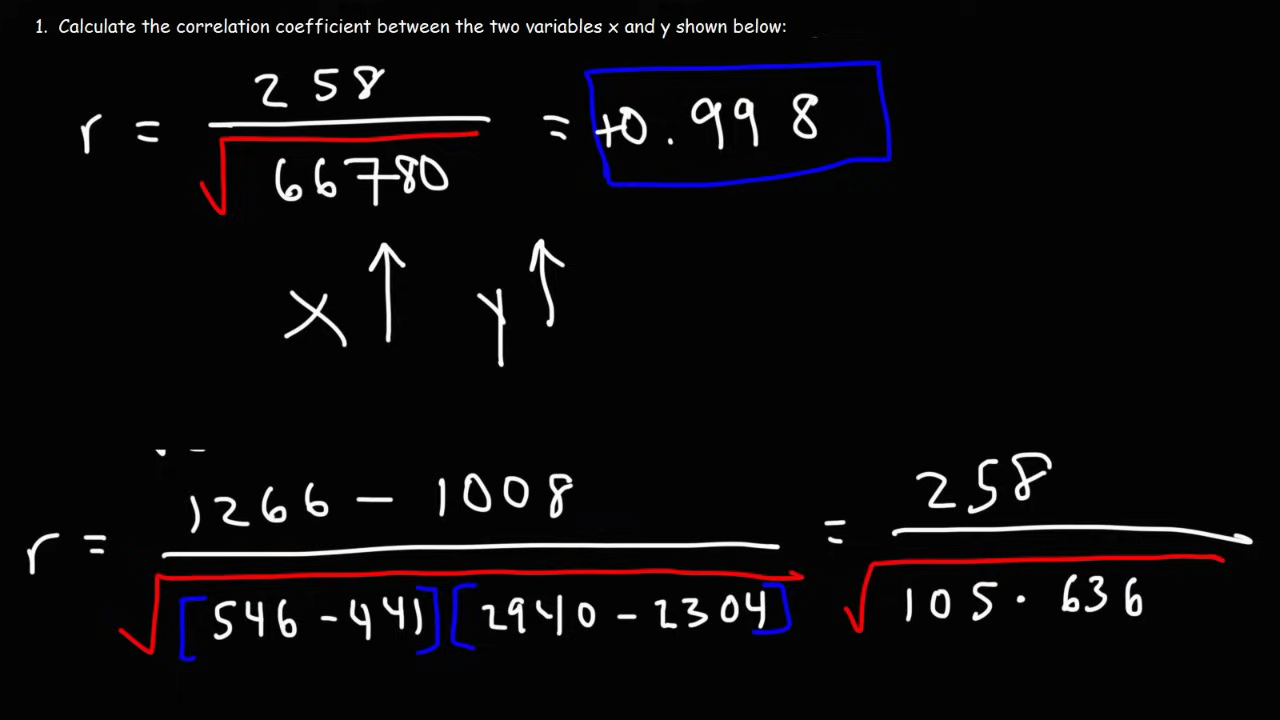 1. Calculate the correlation coefficient between the two variables x and y shown below:
r = 258 / √66780 = +0.998
x ↑ y ↑
r = 1266 − 1008 / √[546 − 441][2940 − 2304] = 258 / √105 · 636